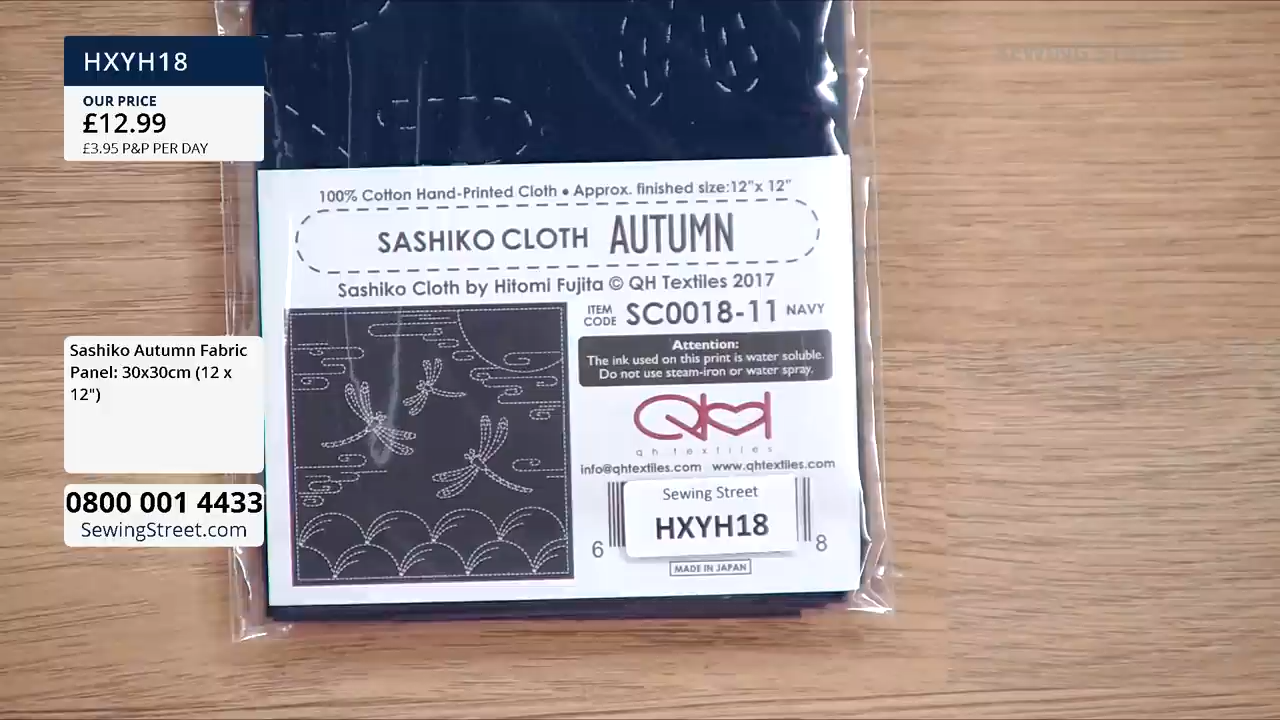 HXYH18
OUR PRICE
£12.99
£3.95 P&P PER DAY
SEWING STREET
100% Cotton Hand-Printed Cloth • Approx. finished size:12"x 12"
SASHIKO CLOTH AUTUMN
Sashiko Cloth by Hitomi Fujita © QH Textiles 2017
ITEM CODE SC0018-11 NAVY
Attention:
The ink used on this print is water soluble.
Do not use steam-iron or water spray.
QH
qh textiles
info@qhtextiles.com www.qhtextiles.com
Sewing Street
HXYH18
6 8
MADE IN JAPAN
Sashiko Autumn Fabric
Panel: 30x30cm (12 x
12")
0800 001 4433
SewingStreet.com